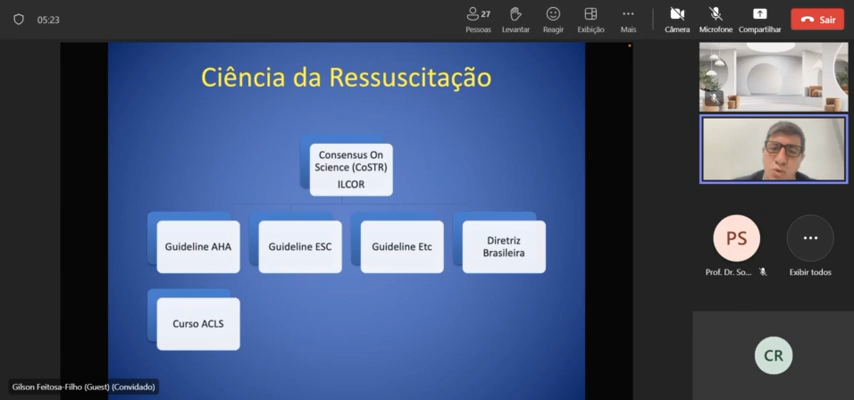 05:23
27
Pessoas
Levantar
Reagir
Exibição
Mais
Câmera
Microfone
Compartilhar
Sair
Ciência da Ressuscitação
Consensus On
Science (CoSTR)
ILCOR
Guideline AHA
Guideline ESC
Guideline Etc
Diretriz
Brasileira
Curso ACLS
PS
Prof. Dr. So...
Exibir todos
CR
Gilson Feitosa-Filho (Guest) (Convidado)